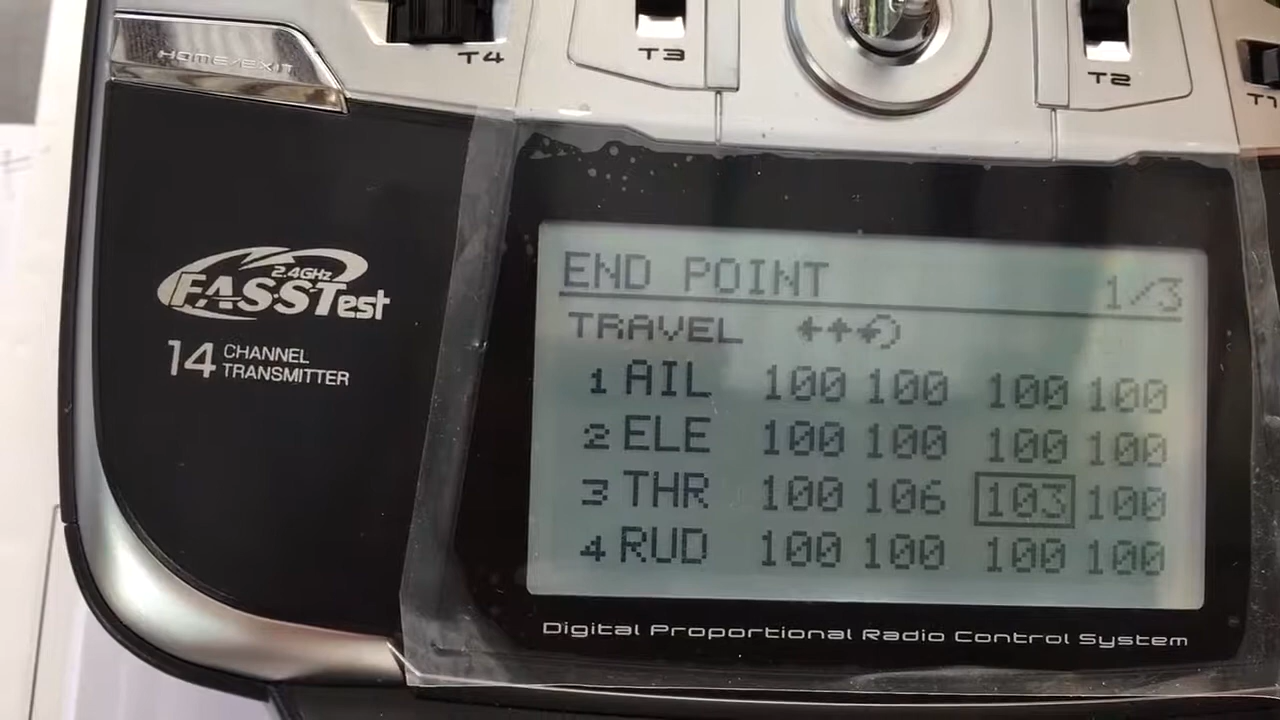 HOME/EXIT
T4
T3
T2
T1
2.4GHz
FASSTest
14 CHANNEL
TRANSMITTER
END POINT 1/3
TRAVEL
1 AIL 100 100 100 100
2 ELE 100 100 100 100
3 THR 100 106 103 100
4 RUD 100 100 100 100
Digital Proportional Radio Control System